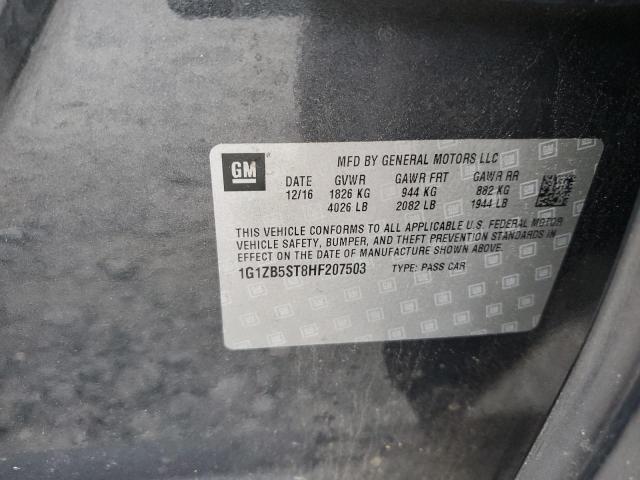 GM
MFD BY GENERAL MOTORS LLC
DATE GVWR GAWR FRT GAWR RR
12/16 1826 KG 944 KG 882 KG
4026 LB 2082 LB 1944 LB
THIS VEHICLE CONFORMS TO ALL APPLICABLE U.S. FEDERAL MOTOR
VEHICLE SAFETY, BUMPER, AND THEFT PREVENTION STANDARDS IN
EFFECT ON THE DATE OF MANUFACTURE SHOWN ABOVE.
1G1ZB5ST8HF207503 TYPE: PASS CAR